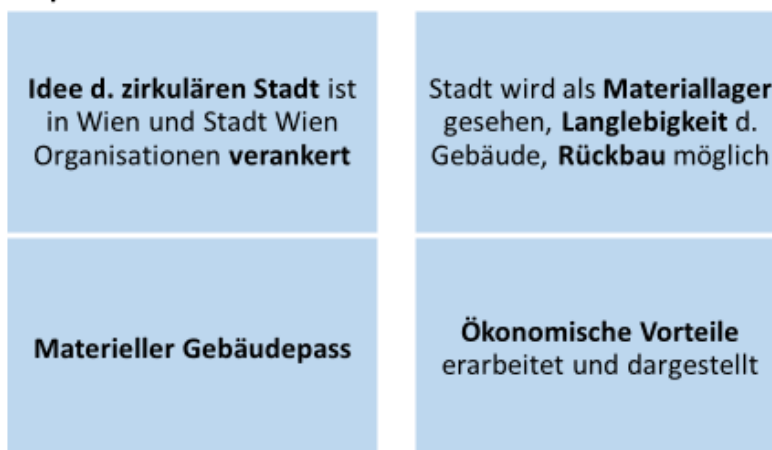 Idee d. zirkulären Stadt ist
in Wien und Stadt Wien
Organisationen verankert
Stadt wird als Materiallager
gesehen, Langlebigkeit d.
Gebäude, Rückbau möglich
Materieller Gebäudepass
Ökonomische Vorteile
erarbeitet und dargestellt